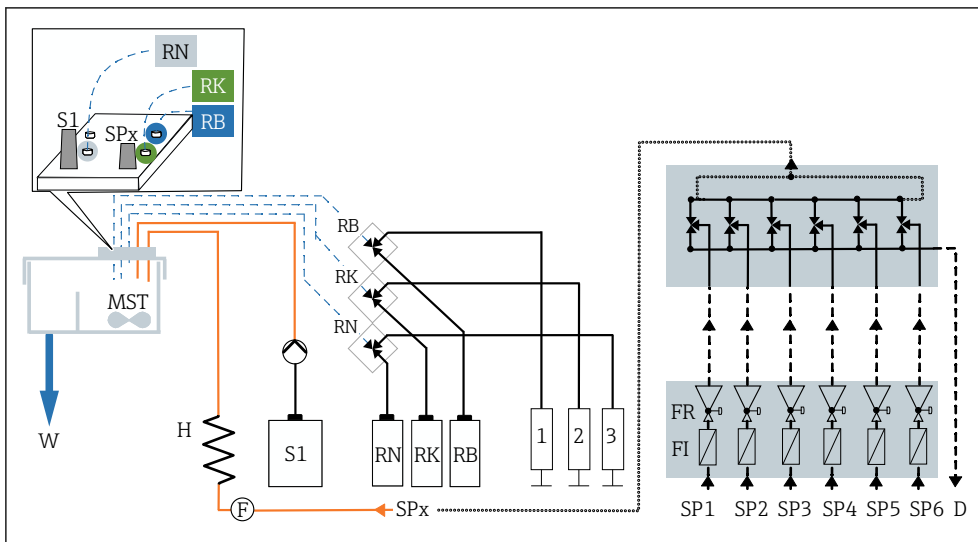 RN
RK
RB
S1
SPx
RB
RK
RN
MST
W
H
S1
RN
RK
RB
1
2
3
F
SPx
FR
FI
SP1 SP2 SP3 SP4 SP5 SP6 D